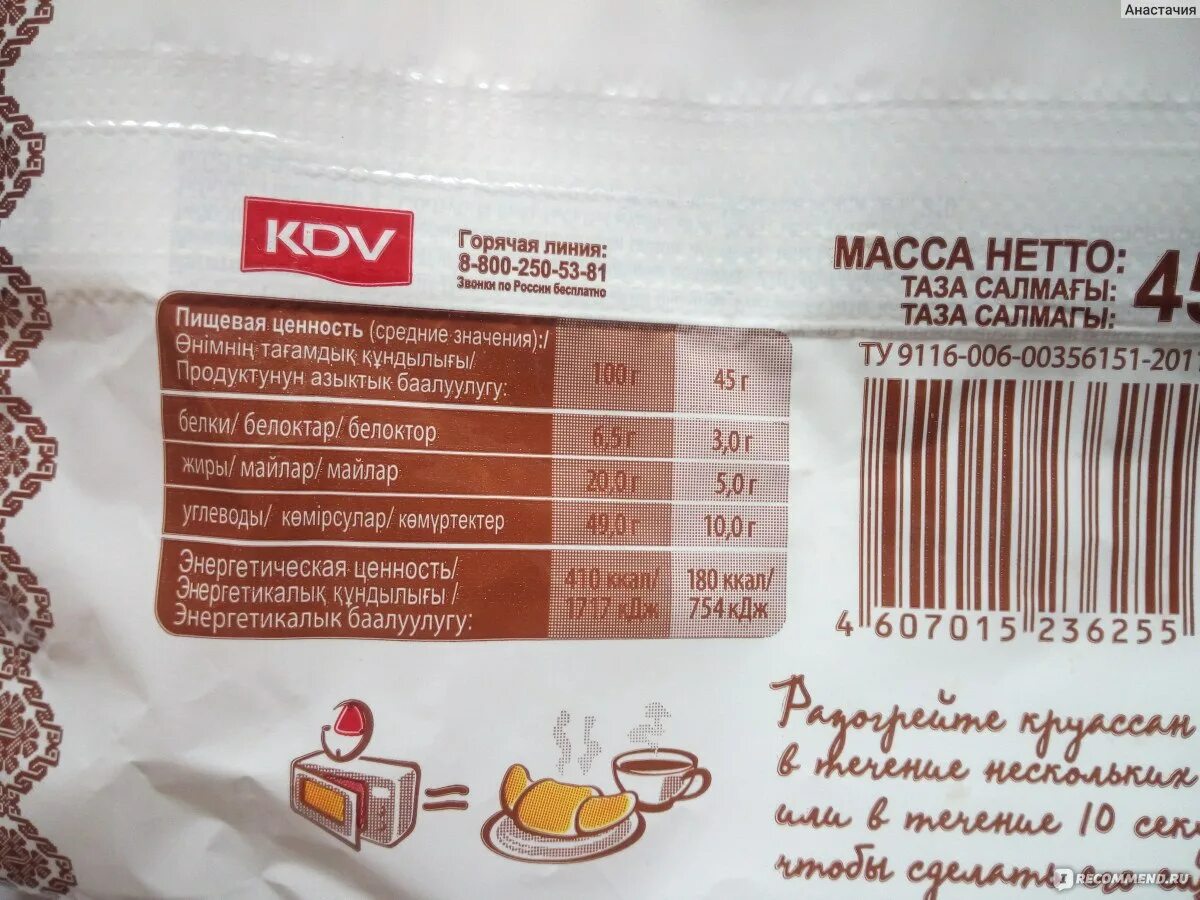 Анастачия
KDV
Горячая линия:
8-800-250-53-81
Звонки по России бесплатно
МАССА НЕТТО:
ТАЗА САЛМАҒЫ: 45
ТАЗА САЛМАГЫ:
ТУ 9116-006-00356151-201
Пищевая ценность (средние значения):/
Өнімнің тағамдық құндылығы/
Продуктунун азыктык баалуулугу: 100 г 45 г
белки/ белоктар/ белоктор 6,5 г 3,0 г
жиры/ майлар/ майлар 20,0 г 5,0 г
углеводы/ көмірсулар/ көмүртектер 49,0 г 10,0 г
Энергетическая ценность/ 410 ккал/ 180 ккал/
Энергетикалық құндылығы / 1717 кДж 754 кДж
Энергетикалык баалуулугу:
4 607015 236255
Разогрейте круассан
в течение нескольких
или в течение 10 сек
чтобы сделать его
RECOMMEND.RU